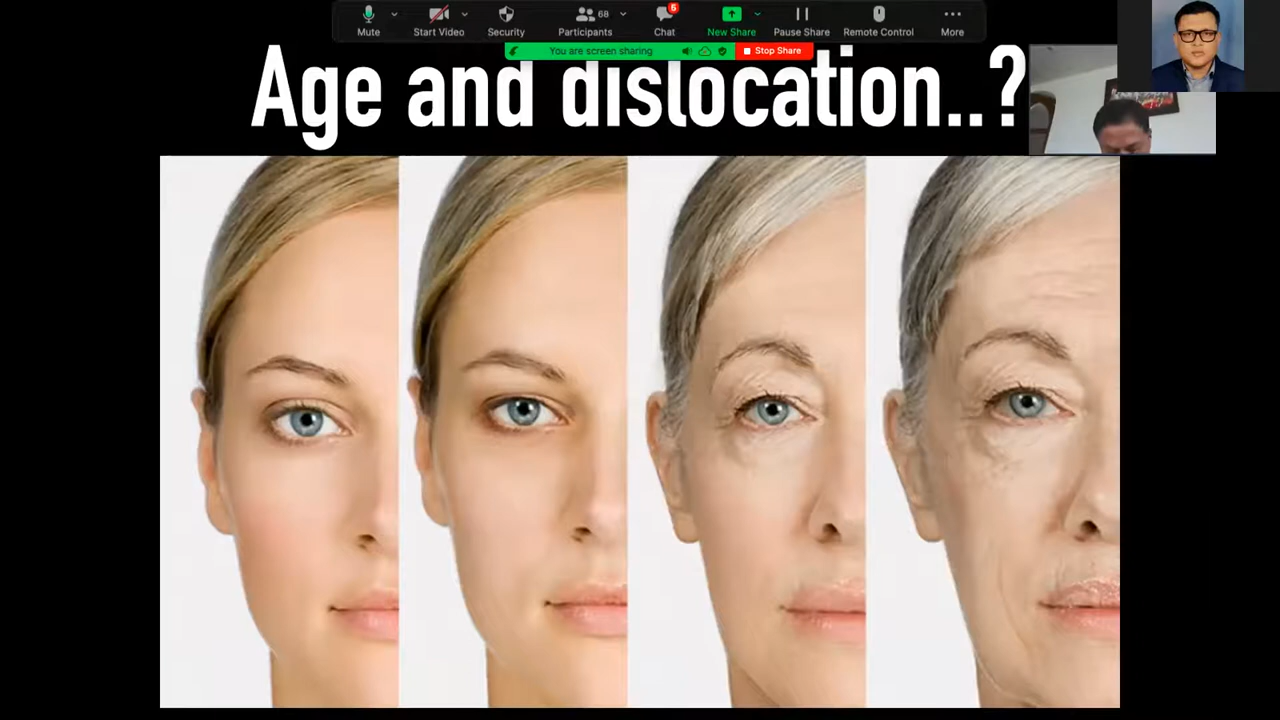 68
5
Mute
Start Video
Security
Participants
Chat
New Share
Pause Share
Remote Control
More
You are screen sharing
Stop Share
Age and dislocation..?